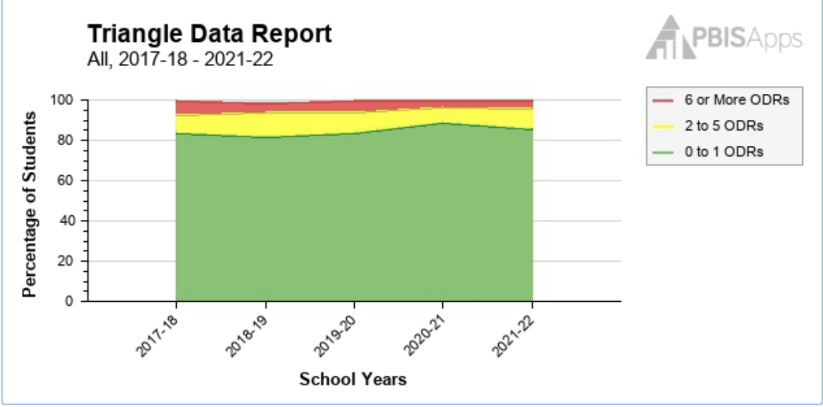 Triangle Data Report
All, 2017-18 - 2021-22
PBISApps
6 or More ODRs
2 to 5 ODRs
0 to 1 ODRs
Percentage of Students
100
80
60
40
20
0
2017-18
2018-19
2019-20
2020-21
2021-22
School Years